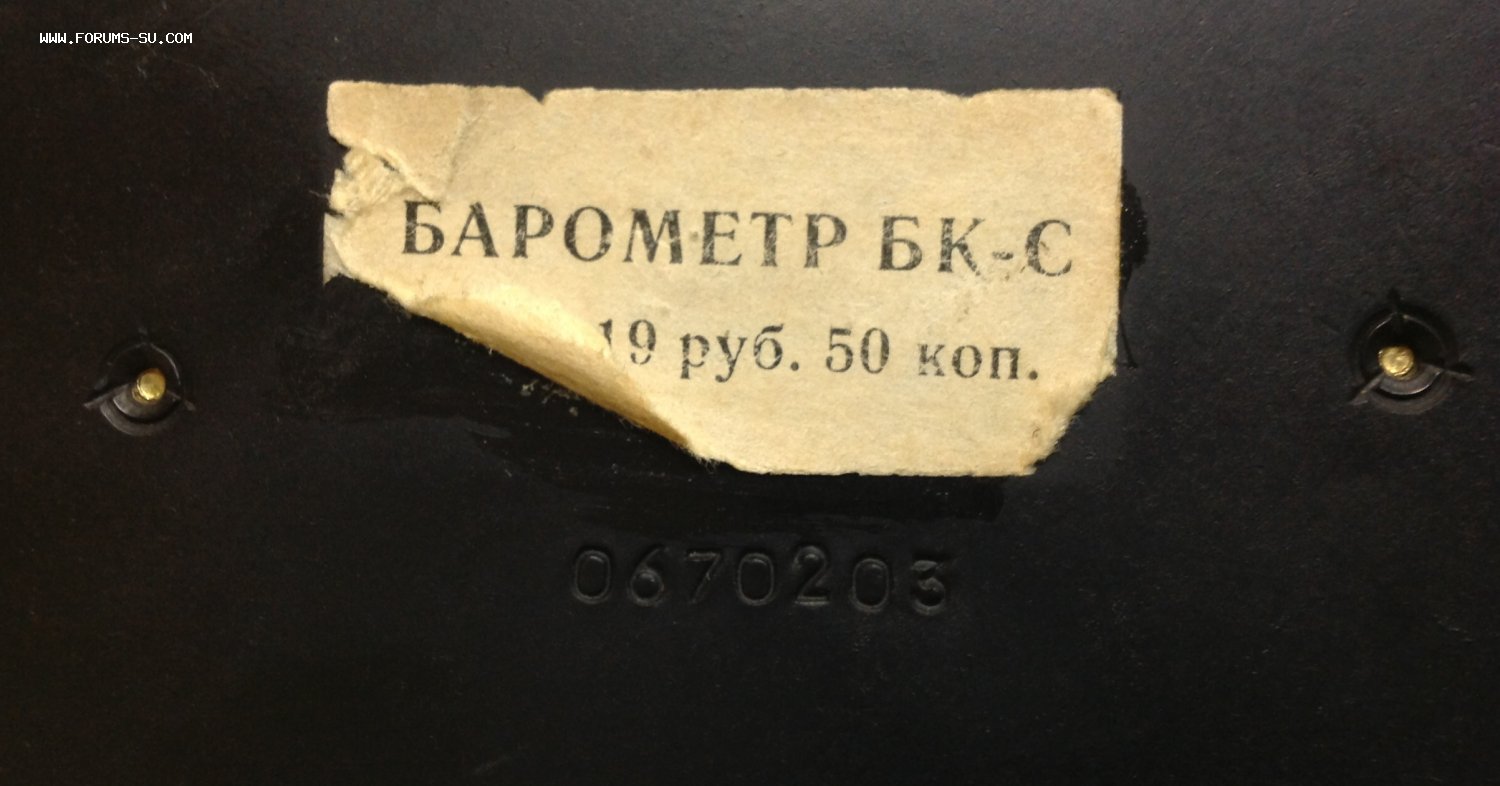 WWW.FORUMS-SU.COM
БАРОМЕТР БК-С
19 руб. 50 коп.
0670203